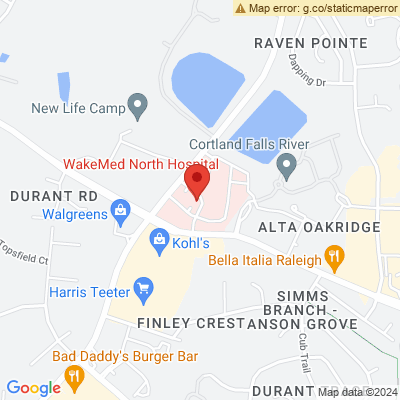 Map error: g.co/staticmaperror
RAVEN POINTE
Dapping Dr
New Life Camp
Cortland Falls River
WakeMed North Hospital
DURANT RD
Walgreens
ALTA OAKRIDGE
Topsfield Ct
Kohl's
Bella Italia Raleigh
Harris Teeter
SIMMS
BRANCH -
FINLEY CREST
ANSON GROVE
Cub Trail
Bad Daddy's Burger Bar
Google
DURANT TRACE
Map data ©2024